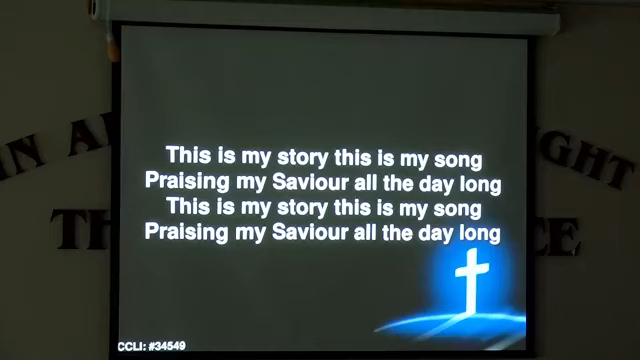 This is my story this is my song
Praising my Saviour all the day long
This is my story this is my song
Praising my Saviour all the day long
CCLI: #34549